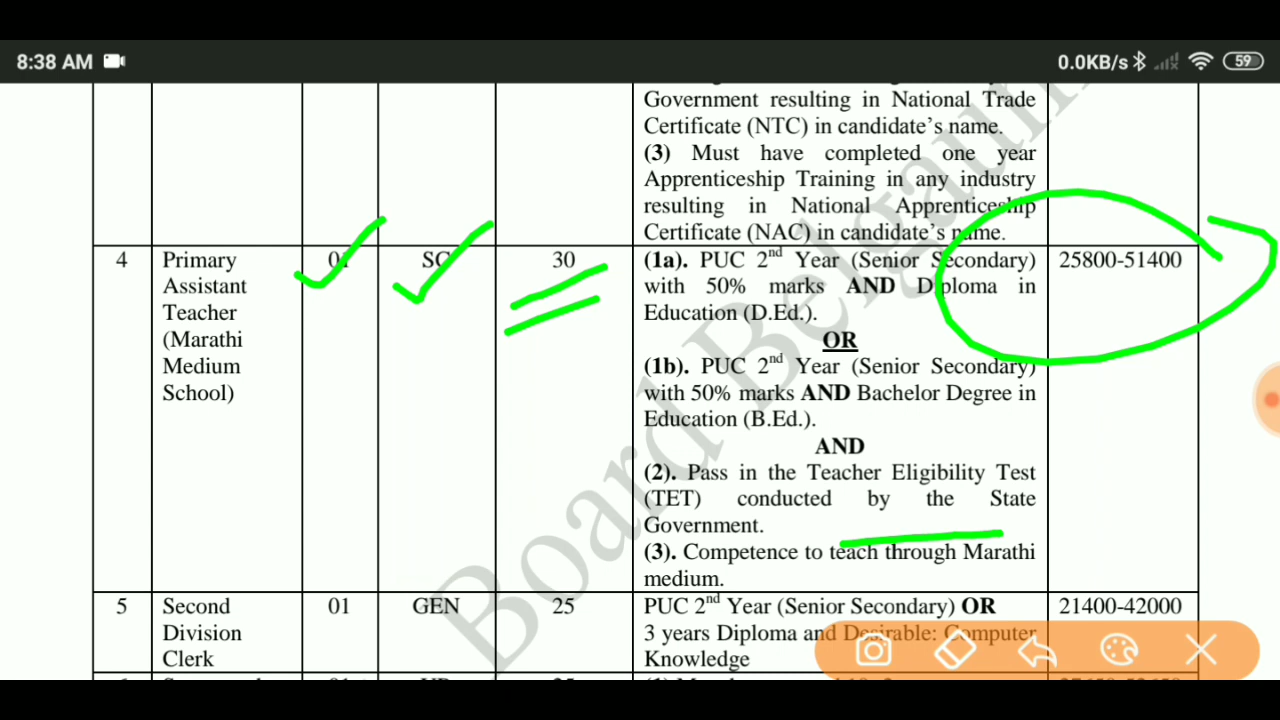 8:38 AM
0.0KB/s
59
Government resulting in National Trade
Certificate (NTC) in candidate's name.
(3) Must have completed one year
Apprenticeship Training in any industry
resulting in National Apprenticeship
Certificate (NAC) in candidate's name.
4 Primary 01 SC 30 (1a). PUC 2nd Year (Senior Secondary) 25800-51400
Assistant with 50% marks AND Diploma in
Teacher Education (D.Ed.).
(Marathi OR
Medium (1b). PUC 2nd Year (Senior Secondary)
School) with 50% marks AND Bachelor Degree in
Education (B.Ed.).
AND
(2). Pass in the Teacher Eligibility Test
(TET) conducted by the State
Government.
(3). Competence to teach through Marathi
medium.
5 Second 01 GEN 25 PUC 2nd Year (Senior Secondary) OR 21400-42000
Division 3 years Diploma and Desirable: Computer
Clerk Knowledge
Board Belgaum